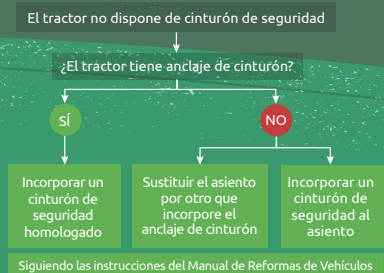 El tractor no dispone de cinturón de seguridad
¿El tractor tiene anclaje de cinturón?
SÍ
NO
Incorporar un
cinturón de
seguridad
homologado
Sustituir el asiento
por otro que
incorpore el
anclaje de cinturón
Incorporar un
cinturón de
seguridad al
asiento
Siguiendo las instrucciones del Manual de Reformas de Vehículos